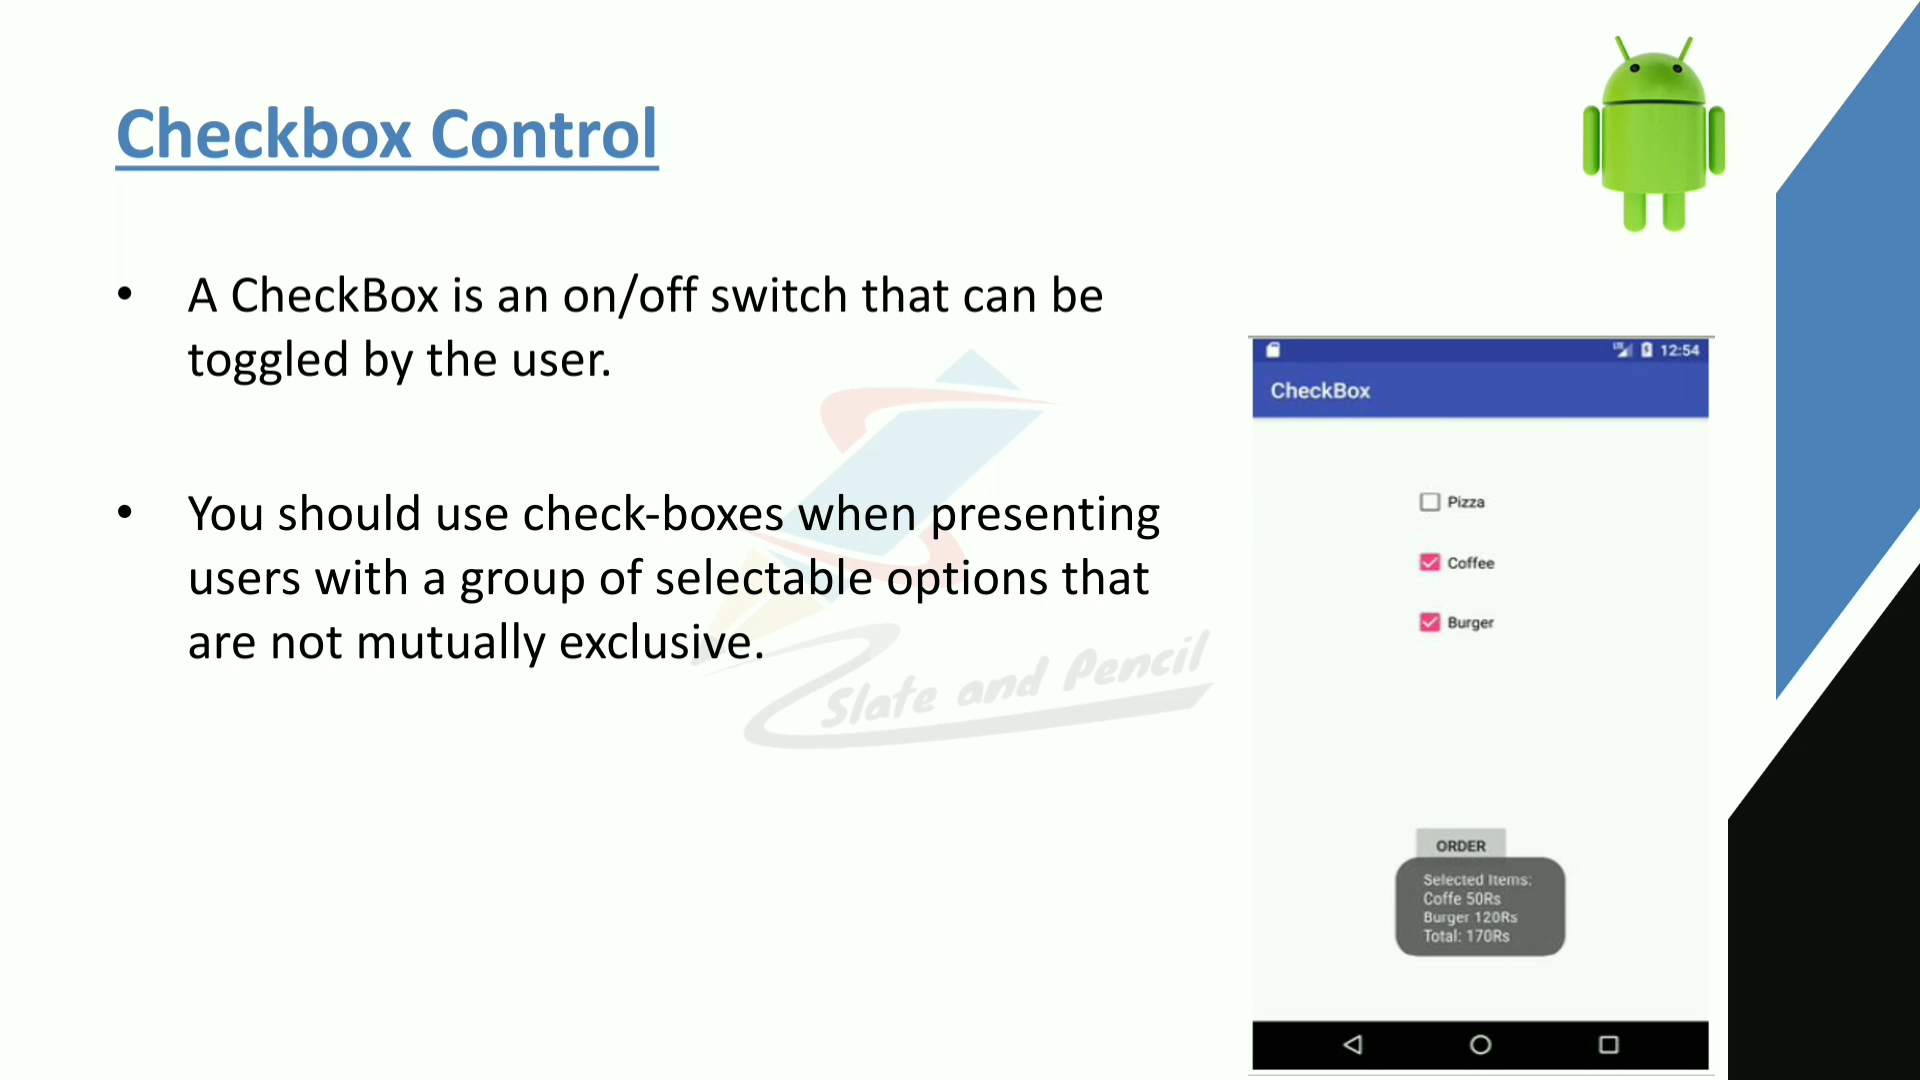 Checkbox Control
• A CheckBox is an on/off switch that can be
toggled by the user.
• You should use check-boxes when presenting
users with a group of selectable options that
are not mutually exclusive.
Slate and Pencil
LTE 12:54
CheckBox
Pizza
Coffee
Burger
ORDER
Selected Items:
Coffe 50Rs
Burger 120Rs
Total: 170Rs